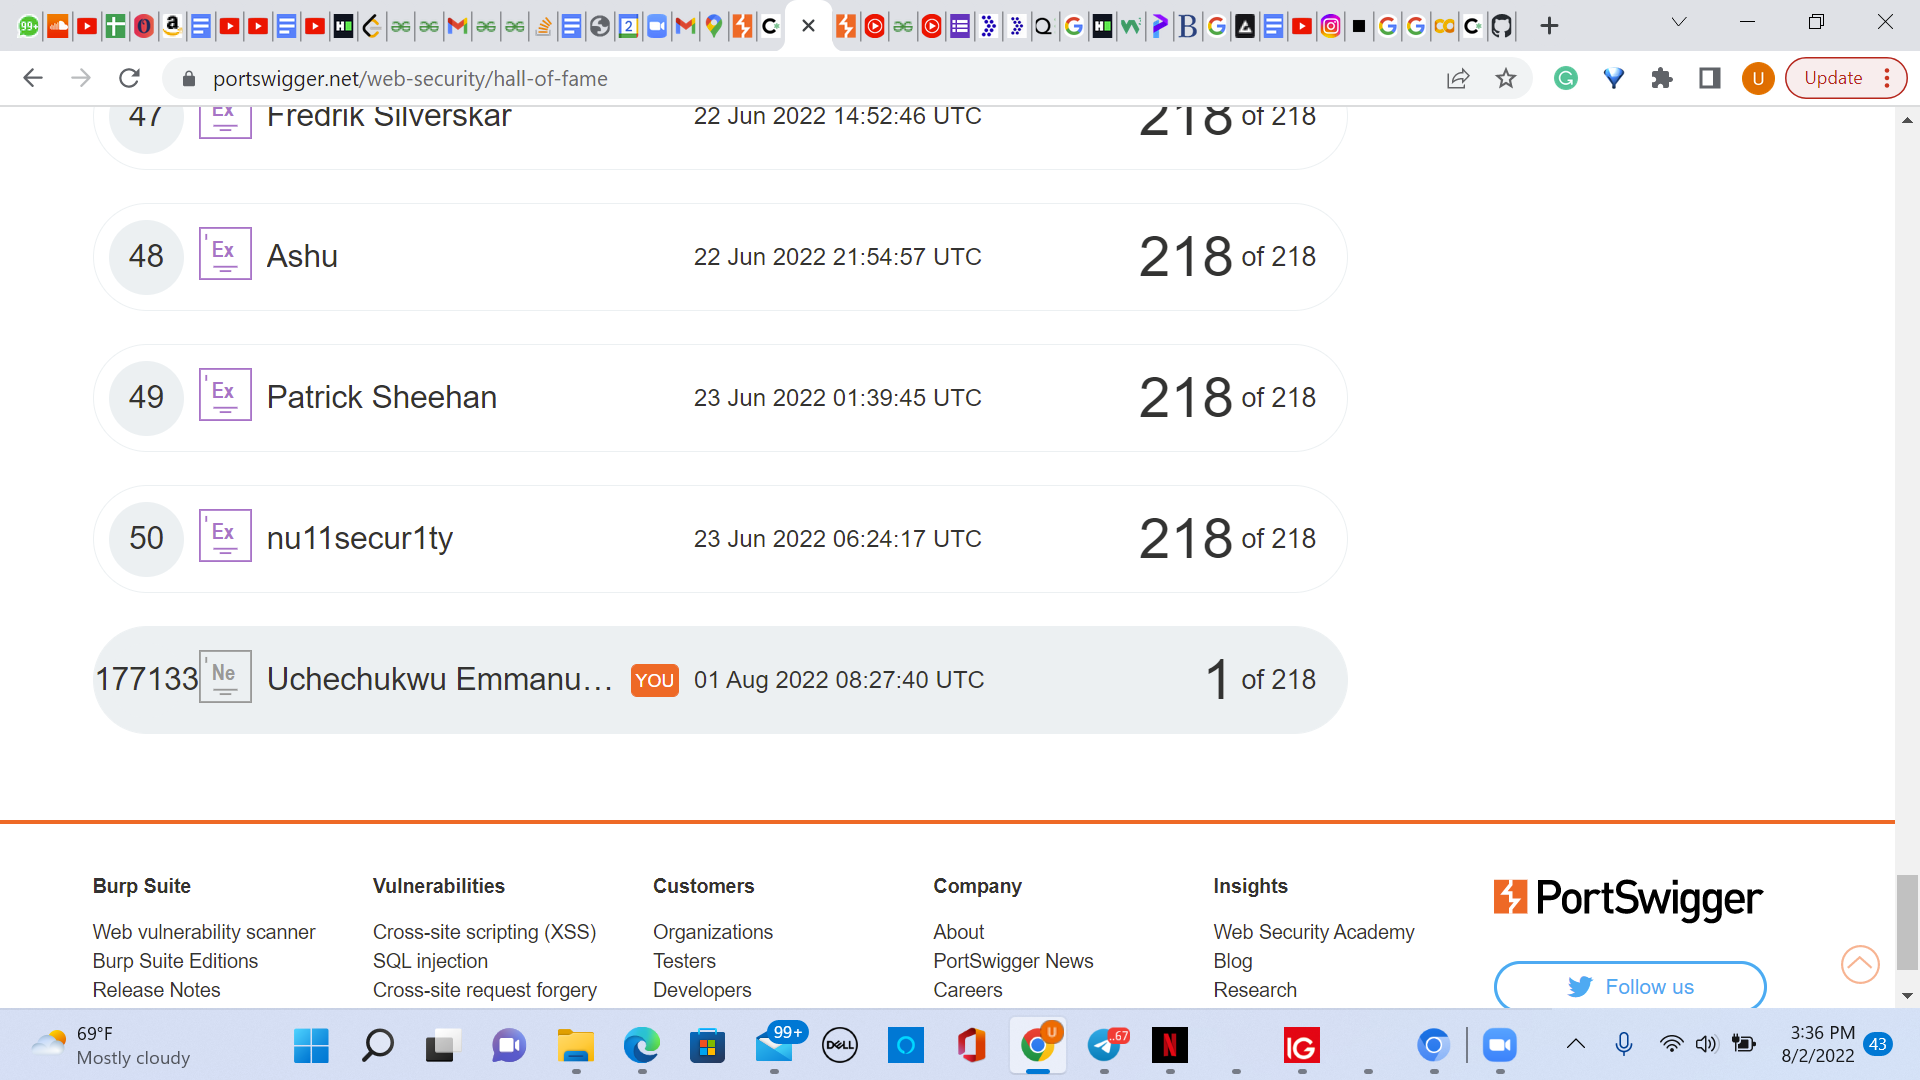 portswigger.net/web-security/hall-of-fame
Update
47 Ex Fredrik Silverskar 22 Jun 2022 14:52:46 UTC 218 of 218
48 Ex Ashu 22 Jun 2022 21:54:57 UTC 218 of 218
49 Ex Patrick Sheehan 23 Jun 2022 01:39:45 UTC 218 of 218
50 Ex nu11secur1ty 23 Jun 2022 06:24:17 UTC 218 of 218
177133 Ne Uchechukwu Emmanu... YOU 01 Aug 2022 08:27:40 UTC 1 of 218
Burp Suite
Web vulnerability scanner
Burp Suite Editions
Release Notes
Vulnerabilities
Cross-site scripting (XSS)
SQL injection
Cross-site request forgery
Customers
Organizations
Testers
Developers
Company
About
PortSwigger News
Careers
Insights
Web Security Academy
Blog
Research
PortSwigger
Follow us
69°F
Mostly cloudy
99+
DELL
U
..67
N
IG
3:36 PM
8/2/2022
43